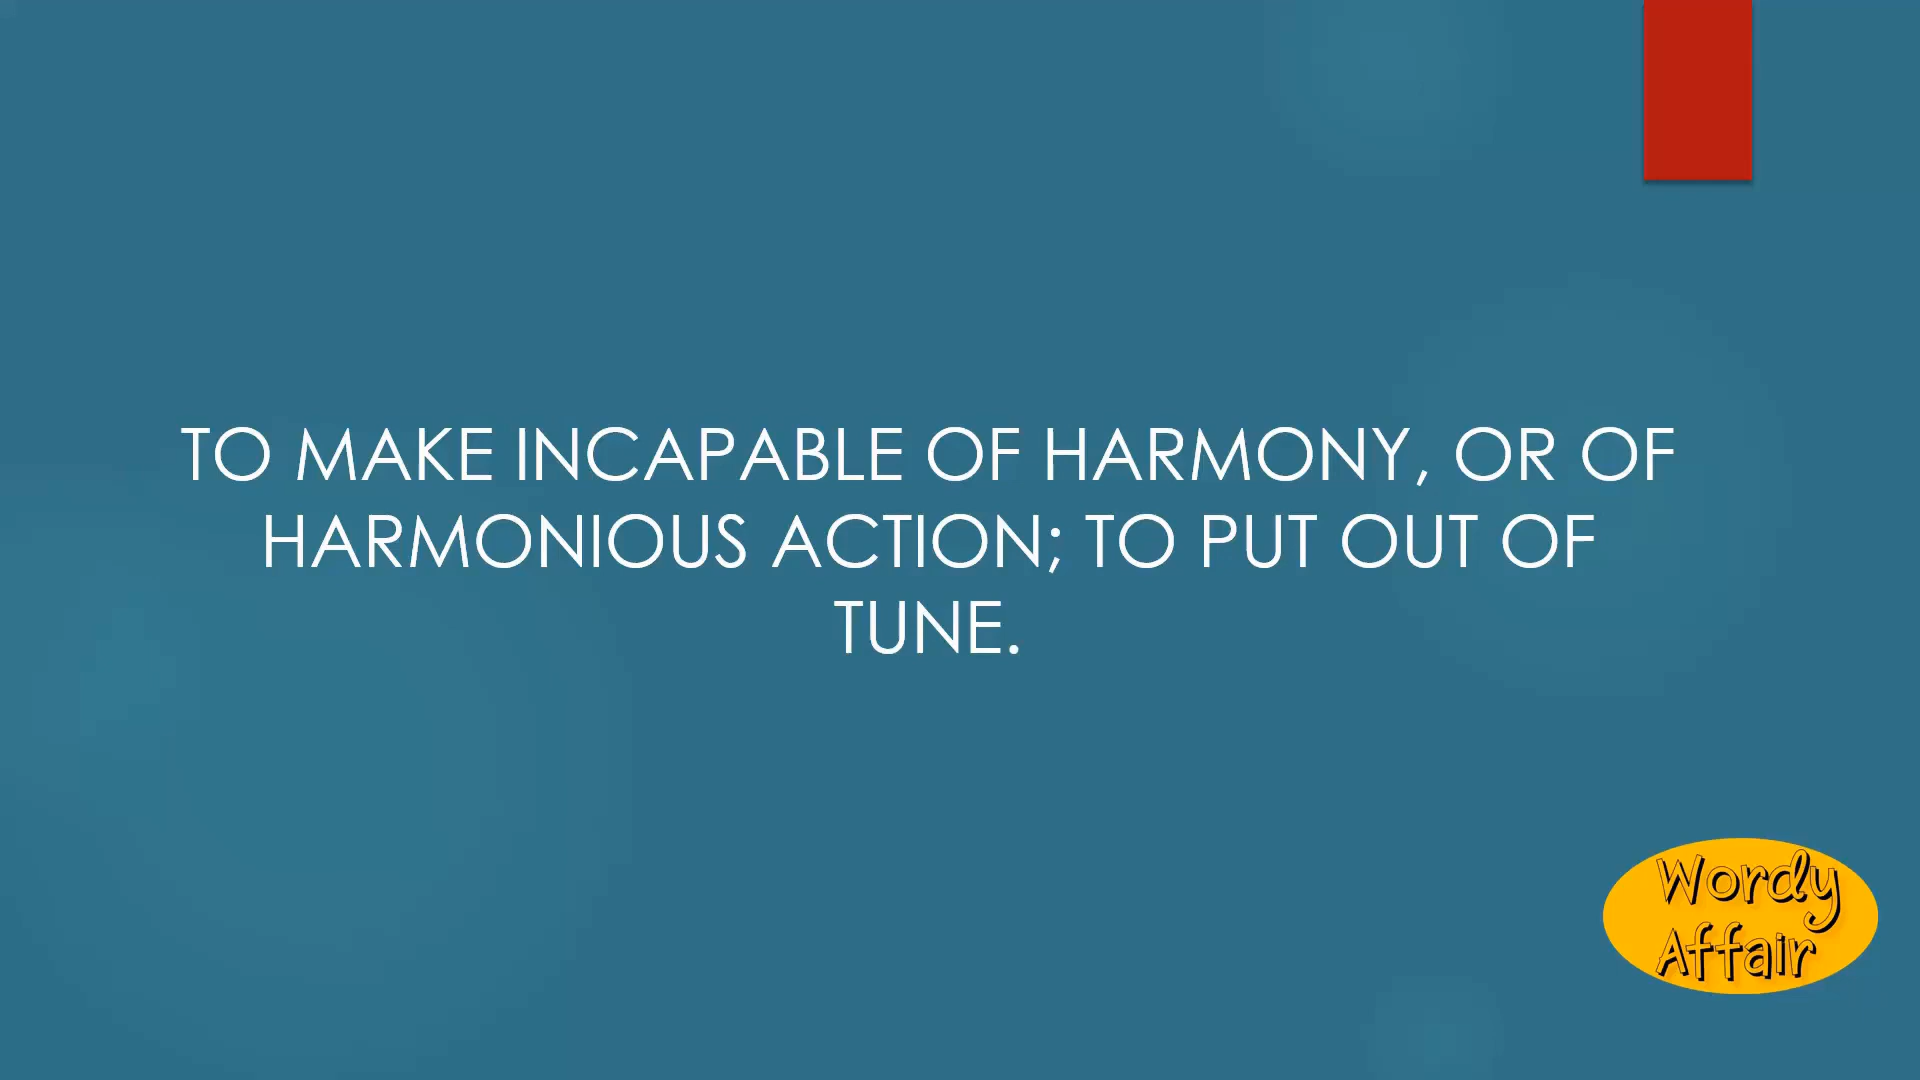 TO MAKE INCAPABLE OF HARMONY, OR OF
HARMONIOUS ACTION; TO PUT OUT OF
TUNE.
Wordy
Affair